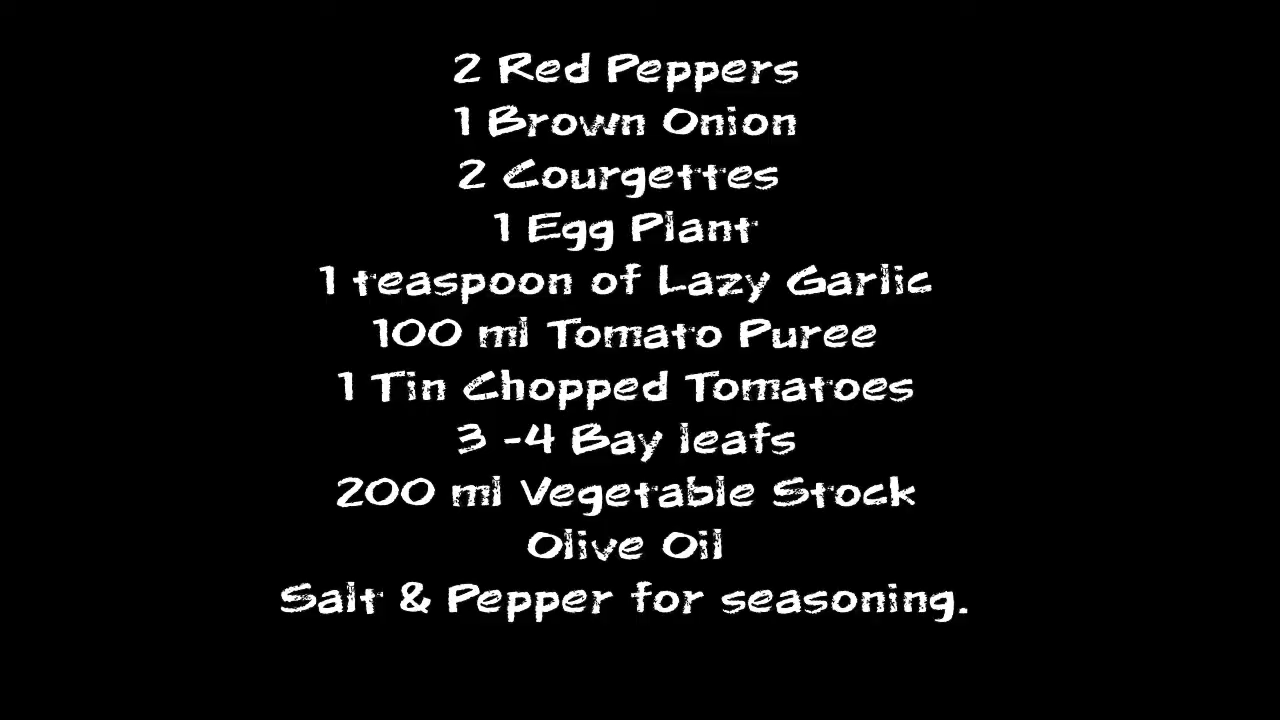 2 Red Peppers
1 Brown Onion
2 Courgettes
1 Egg Plant
1 teaspoon of Lazy Garlic
100 ml Tomato Puree
1 Tin Chopped Tomatoes
3 -4 Bay leafs
200 ml Vegetable Stock
Olive Oil
Salt & Pepper for seasoning.